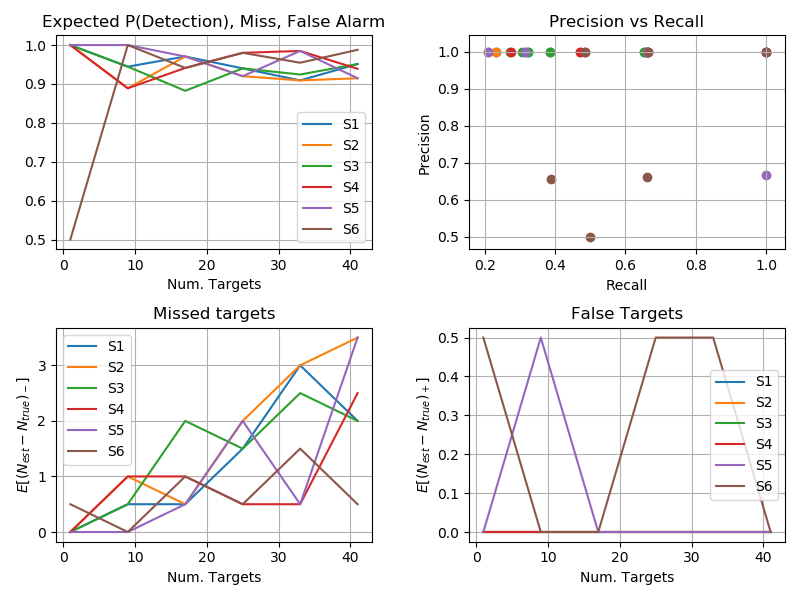 Expected P(Detection), Miss, False Alarm
1.0
0.9
0.8
0.7
0.6
0.5
0
10
20
30
40
Num. Targets
S1
S2
S3
S4
S5
S6
Precision vs Recall
Precision
1.0
0.9
0.8
0.7
0.6
0.5
0.2
0.4
0.6
0.8
1.0
Recall
Missed targets
E[(N_est − N_true)_−]
3
2
1
0
0
10
20
30
40
Num. Targets
S1
S2
S3
S4
S5
S6
False Targets
E[(N_est − N_true)_+]
0.5
0.4
0.3
0.2
0.1
0.0
0
10
20
30
40
Num. Targets
S1
S2
S3
S4
S5
S6